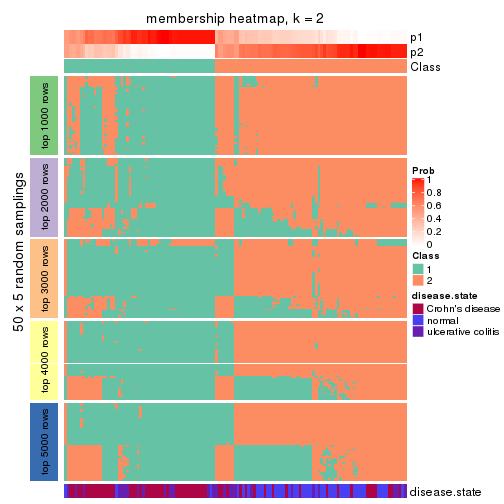 membership heatmap, k = 2
p1
p2
Class
50 x 5 random samplings
top 1000 rows
top 2000 rows
top 3000 rows
top 4000 rows
top 5000 rows
Prob
1
0.8
0.6
0.4
0.2
0
Class
1
2
disease.state
Crohn's disease
normal
ulcerative colitis
disease.state